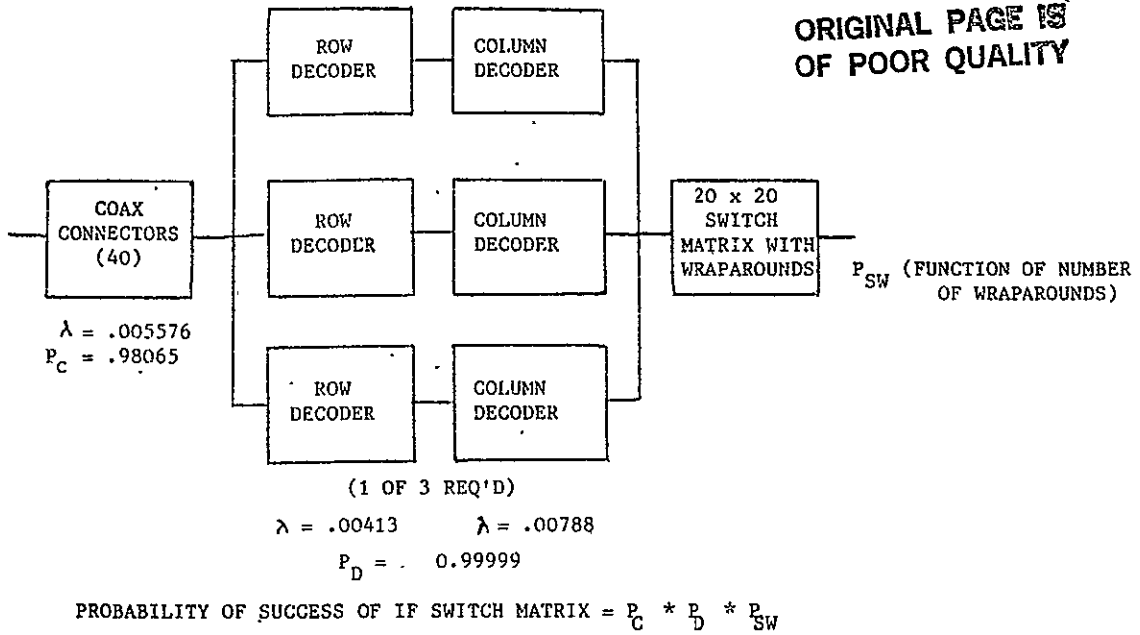 ORIGINAL PAGE IS
OF POOR QUALITY
ROW
DECODER
COLUMN
DECODER
COAX
CONNECTORS
(40)
λ = .005576
P_C = .98065
ROW
DECODER
COLUMN
DECODER
20 x 20
SWITCH
MATRIX WITH
WRAPAROUNDS
P_SW (FUNCTION OF NUMBER
OF WRAPAROUNDS)
ROW
DECODER
COLUMN
DECODER
(1 OF 3 REQ'D)
λ = .00413 λ = .00788
P_D = 0.99999
PROBABILITY OF SUCCESS OF IF SWITCH MATRIX = P_C * P_D * P_SW